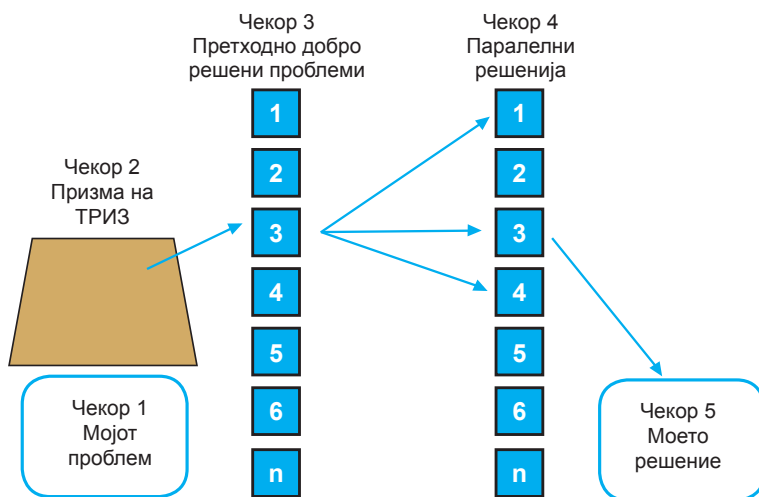 Чекор 3
Претходно добро
решени проблеми
Чекор 4
Паралелни
решенија
Чекор 2
Призма на
ТРИЗ
1
2
3
4
5
6
n
1
2
3
4
5
6
n
Чекор 1
Мојот
проблем
Чекор 5
Моето
решение